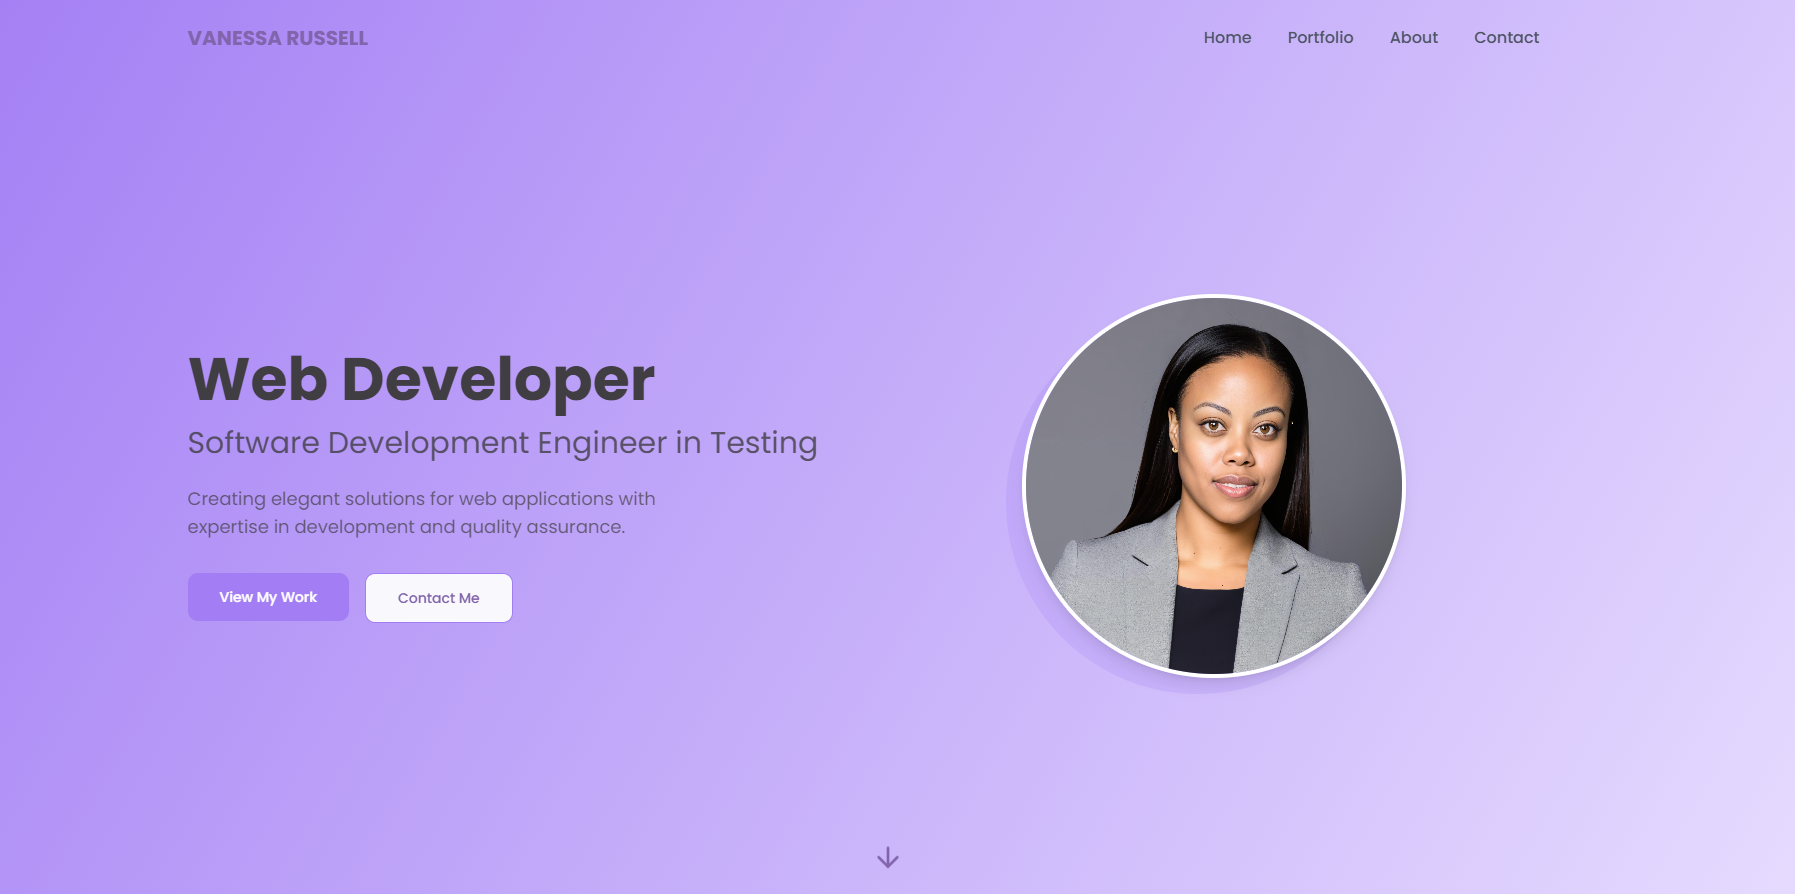 VANESSA RUSSELL
Home Portfolio About Contact
Web Developer
Software Development Engineer in Testing
Creating elegant solutions for web applications with
expertise in development and quality assurance.
View My Work
Contact Me